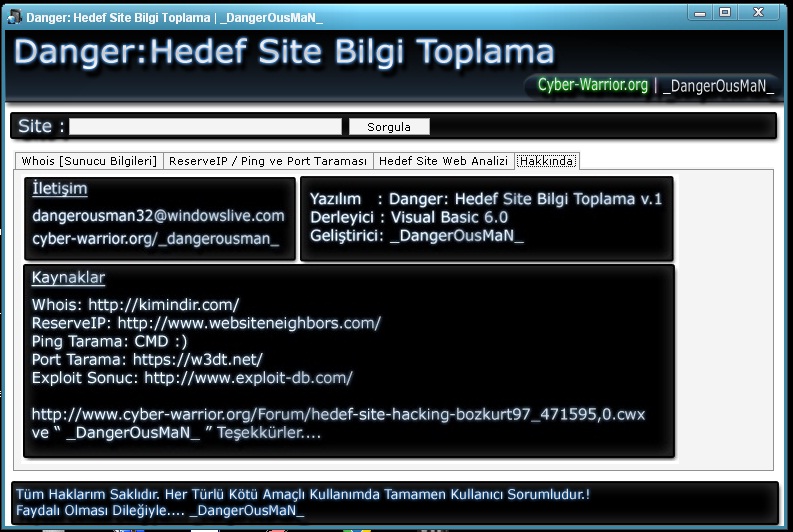 Danger: Hedef Site Bilgi Toplama | _DangerOusMaN_
Danger:Hedef Site Bilgi Toplama
Cyber-Warrior.org | _DangerOusMaN_
Site :
Sorgula
Whois [Sunucu Bilgileri]
ReserveIP / Ping ve Port Taraması
Hedef Site Web Analizi
Hakkında
İletişim
dangerousman32@windowslive.com
cyber-warrior.org/_dangerousman_
Yazılım : Danger: Hedef Site Bilgi Toplama v.1
Derleyici : Visual Basic 6.0
Geliştirici: _DangerOusMaN_
Kaynaklar
Whois: http://kimindir.com/
ReserveIP: http://www.websiteneighbors.com/
Ping Tarama: CMD :)
Port Tarama: https://w3dt.net/
Exploit Sonuc: http://www.exploit-db.com/
http://www.cyber-warrior.org/Forum/hedef-site-hacking-bozkurt97_471595,0.cwx
ve “ _DangerOusMaN_ ” Teşekkürler....
Tüm Haklarım Saklıdır. Her Türlü Kötü Amaçlı Kullanımda Tamamen Kullanıcı Sorumludur.!
Faydalı Olması Dileğiyle.... _DangerOusMaN_